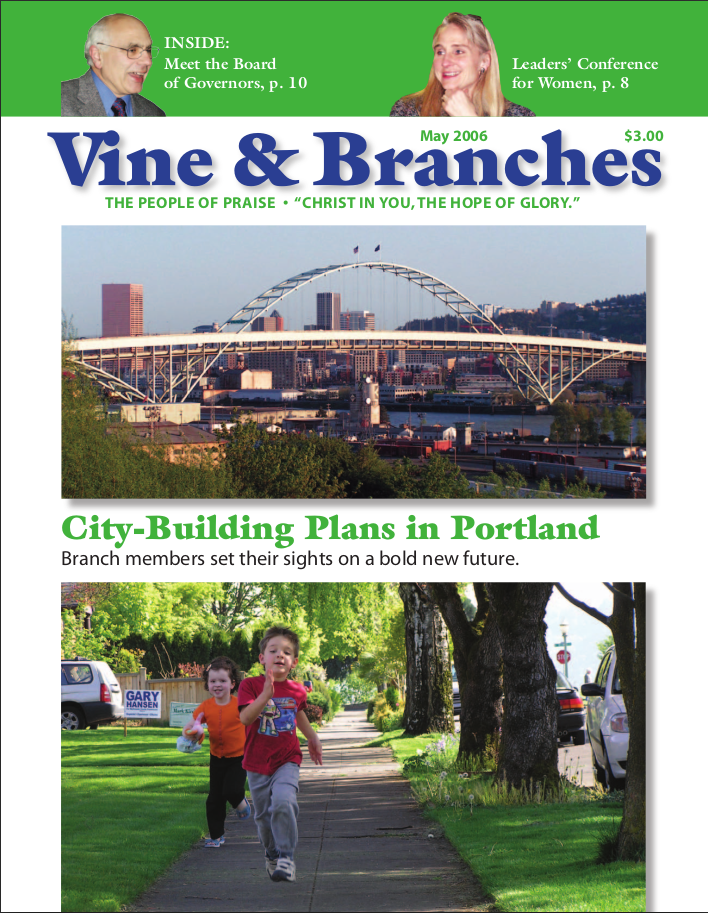 INSIDE:
Meet the Board
of Governors, p. 10
Leaders’ Conference
for Women, p. 8
May 2006
$3.00
Vine & Branches
THE PEOPLE OF PRAISE • “CHRIST IN YOU, THE HOPE OF GLORY.”
City-Building Plans in Portland
Branch members set their sights on a bold new future.
GARY
HANSEN